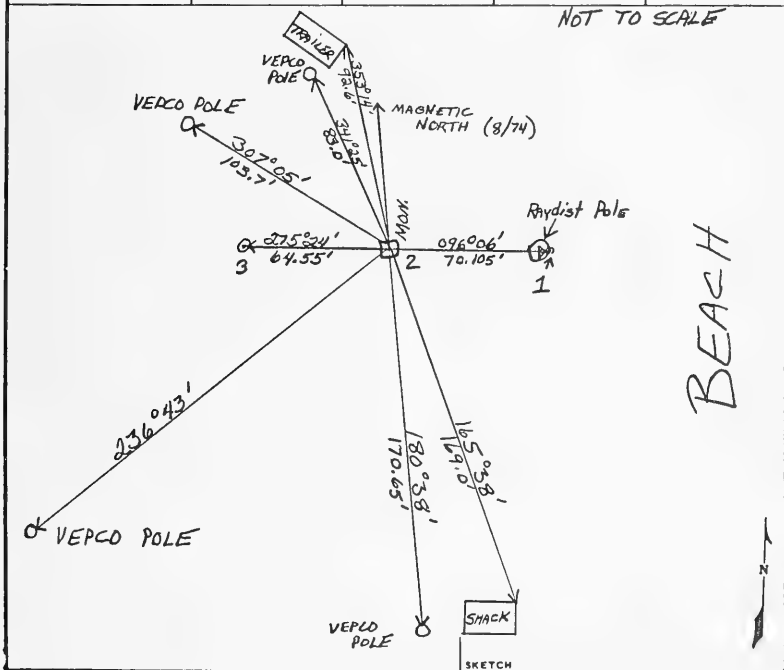 NOT TO SCALE
TRAILER
VEPCO
POLE
353°14'
92.6'
341°25'
83.0'
MAGNETIC
NORTH (8/74)
VEPCO POLE
307°05'
103.7'
MON.
Raydist Pole
275°24'
64.55'
096°06'
70.105'
3
2
1
BEACH
236°43'
165°38'
169.0'
180°38'
170.65'
VEPCO POLE
N
VEPCO
POLE
SHACK
SKETCH